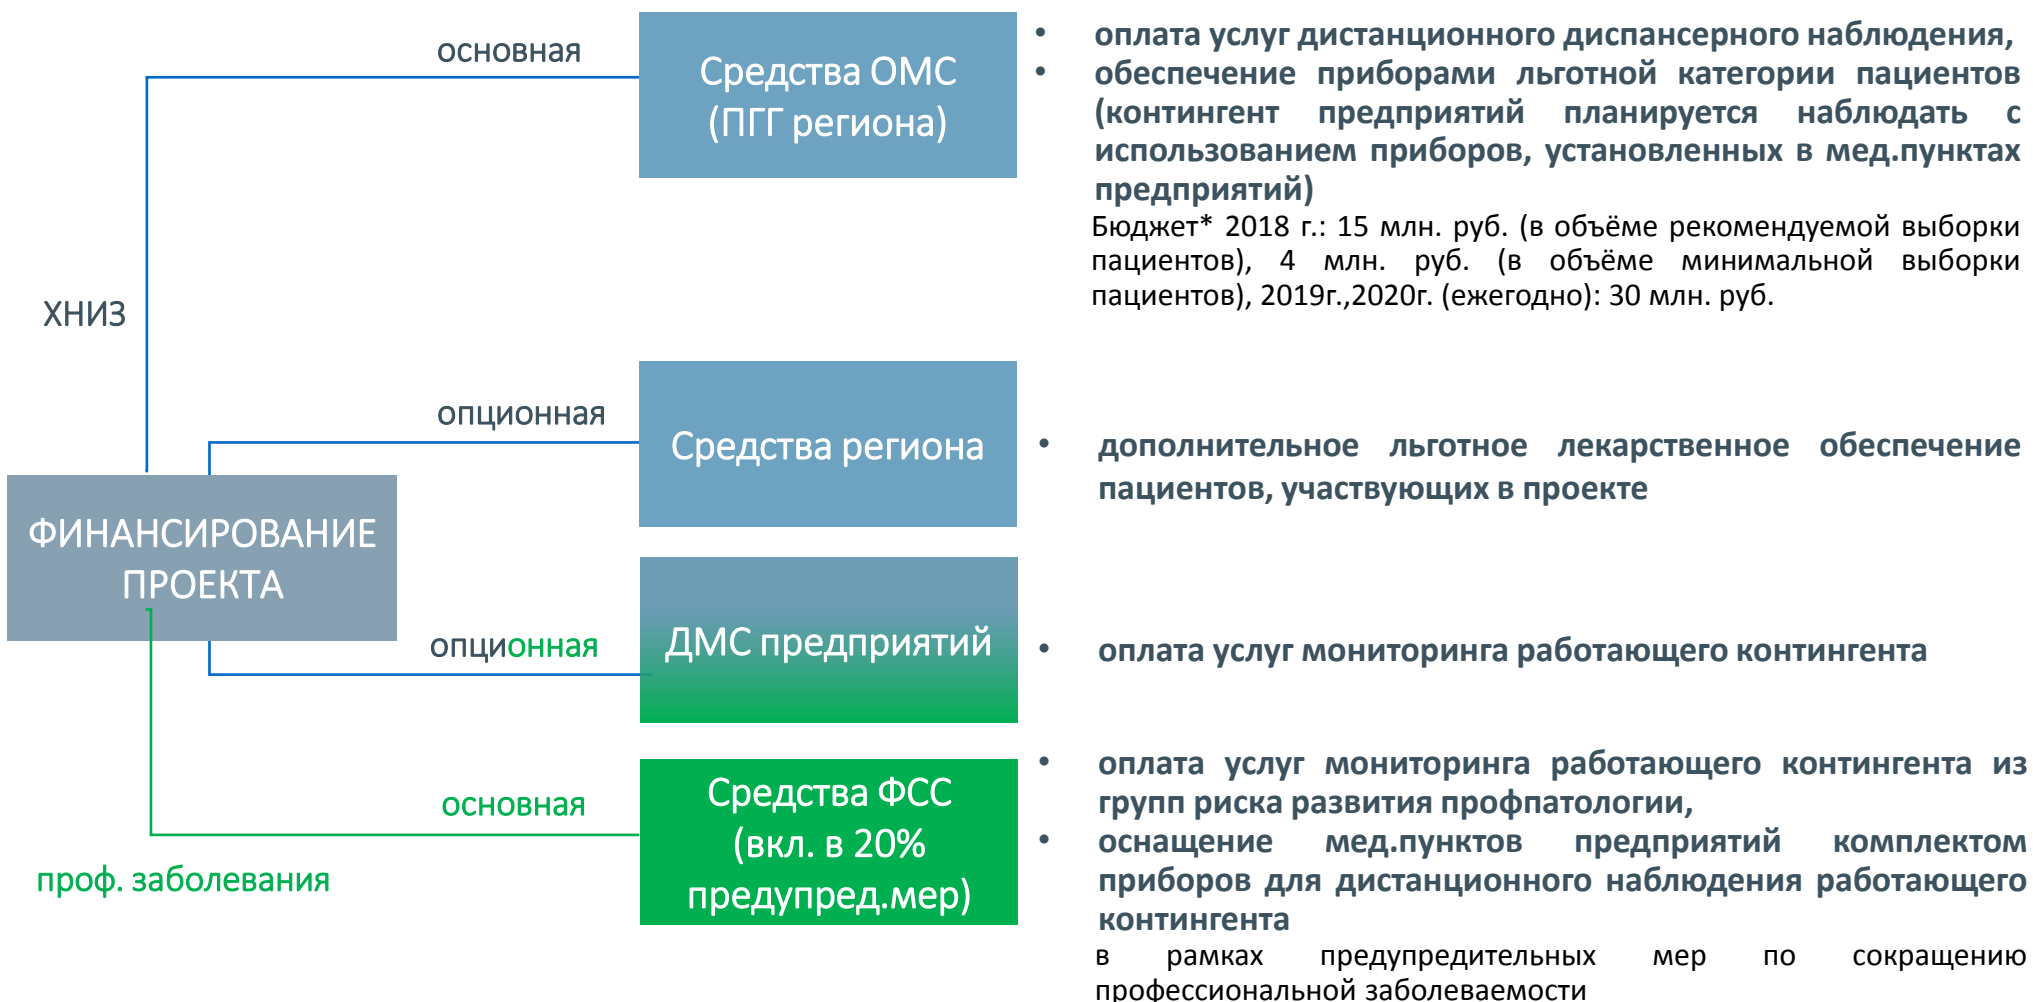 основная
Средства ОМС
(ПГГ региона)
• оплата услуг дистанционного диспансерного наблюдения,
• обеспечение приборами льготной категории пациентов
(контингент предприятий планируется наблюдать с
использованием приборов, установленных в мед.пунктах
предприятий)
Бюджет* 2018 г.: 15 млн. руб. (в объёме рекомендуемой выборки
пациентов), 4 млн. руб. (в объёме минимальной выборки
пациентов), 2019г.,2020г. (ежегодно): 30 млн. руб.
ХНИЗ
опционная
Средства региона
• дополнительное льготное лекарственное обеспечение
пациентов, участвующих в проекте
ФИНАНСИРОВАНИЕ
ПРОЕКТА
опционная
ДМС предприятий
• оплата услуг мониторинга работающего контингента
основная
Средства ФСС
(вкл. в 20%
предупред.мер)
• оплата услуг мониторинга работающего контингента из
групп риска развития профпатологии,
• оснащение мед.пунктов предприятий комплектом
приборов для дистанционного наблюдения работающего
контингента
в рамках предупредительных мер по сокращению
профессиональной заболеваемости
проф. заболевания